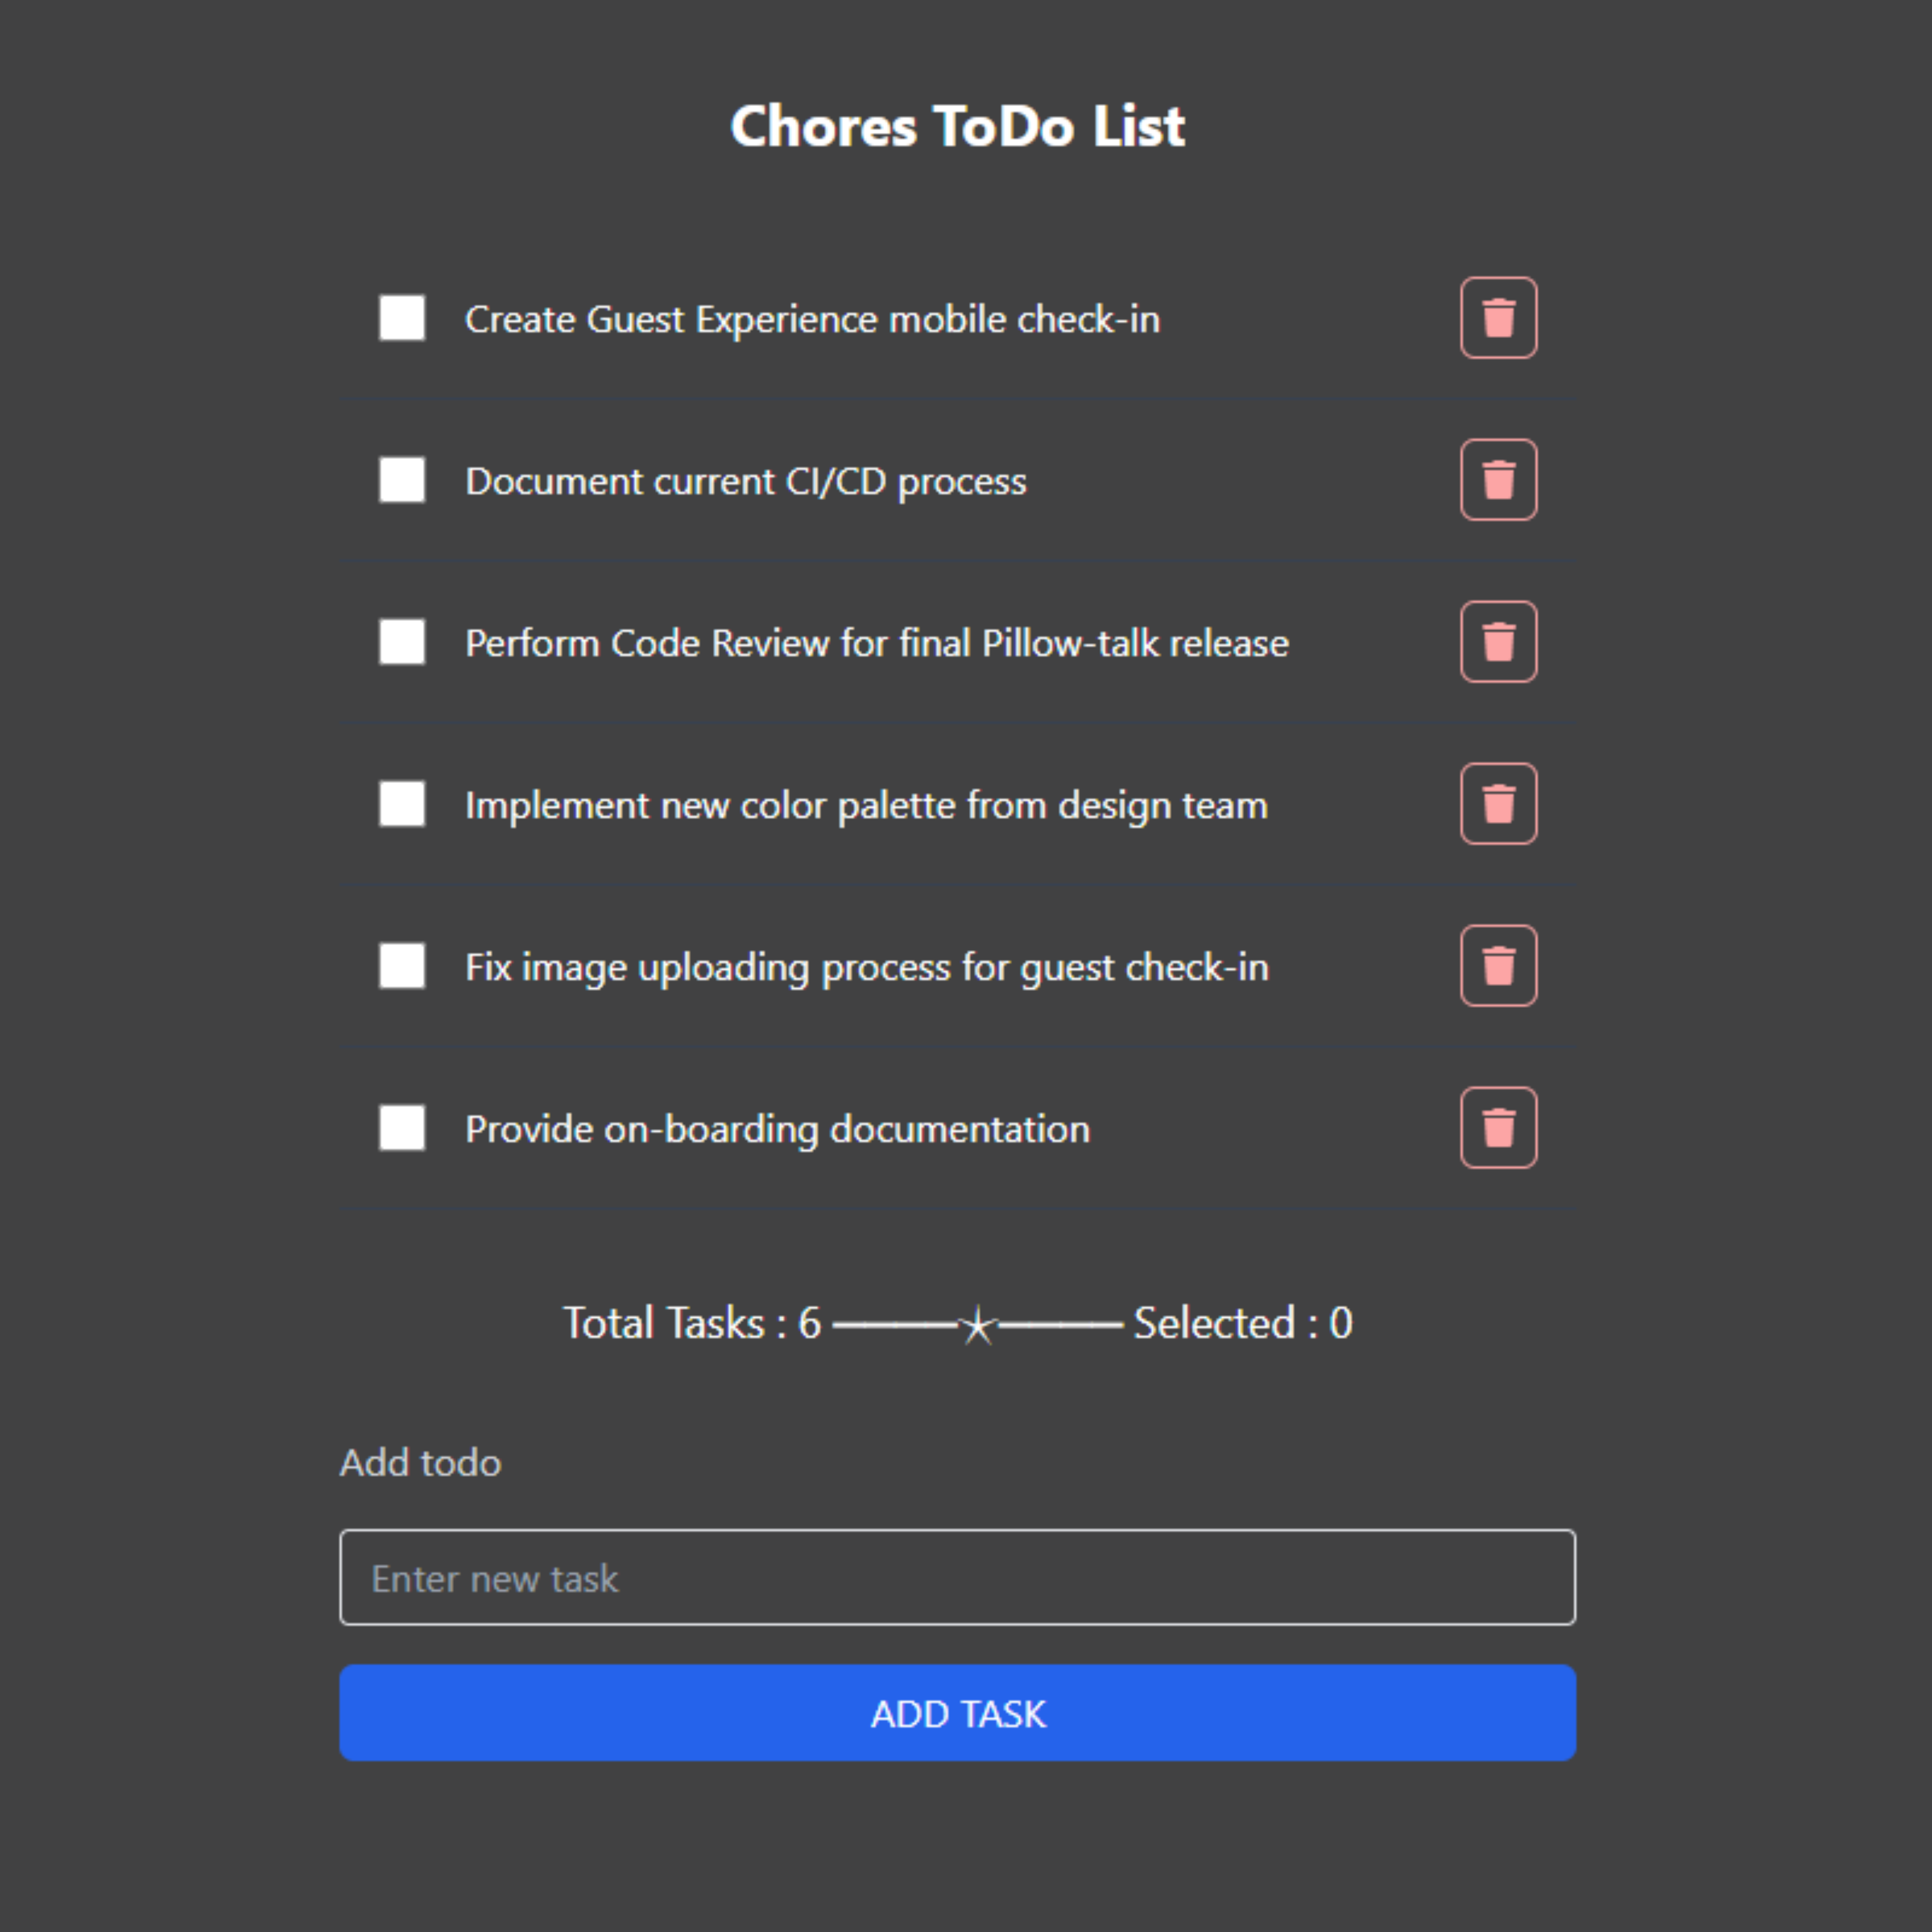 Chores ToDo List
Create Guest Experience mobile check-in
Document current CI/CD process
Perform Code Review for final Pillow-talk release
Implement new color palette from design team
Fix image uploading process for guest check-in
Provide on-boarding documentation
Total Tasks : 6 ────★──── Selected : 0
Add todo
Enter new task
ADD TASK